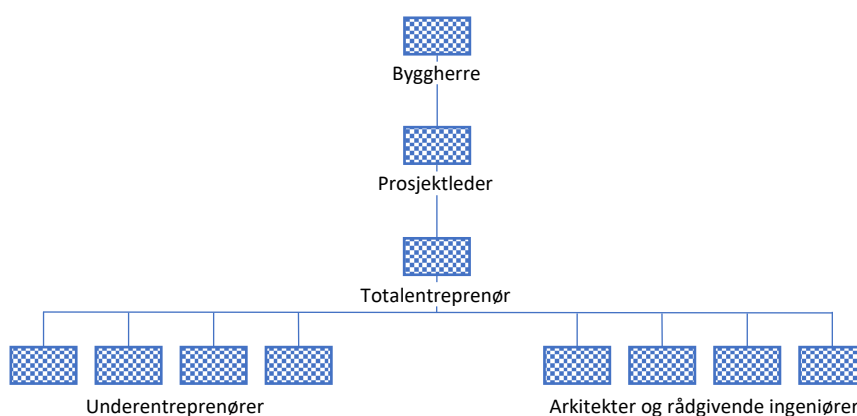 Byggherre
Prosjektleder
Totalentreprenør
Underentreprenører
Arkitekter og rådgivende ingeniører